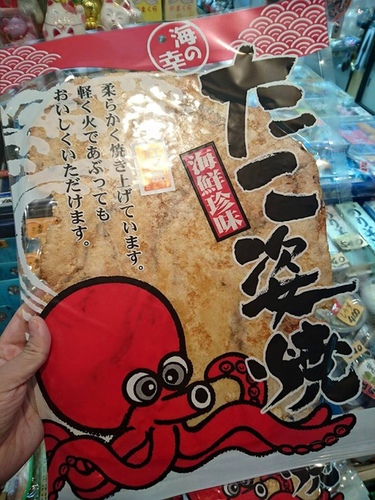 海の幸
たこ姿焼
海鮮珍味
柔らかく焼き上げています。
軽く火であぶっても
おいしくいただけます。